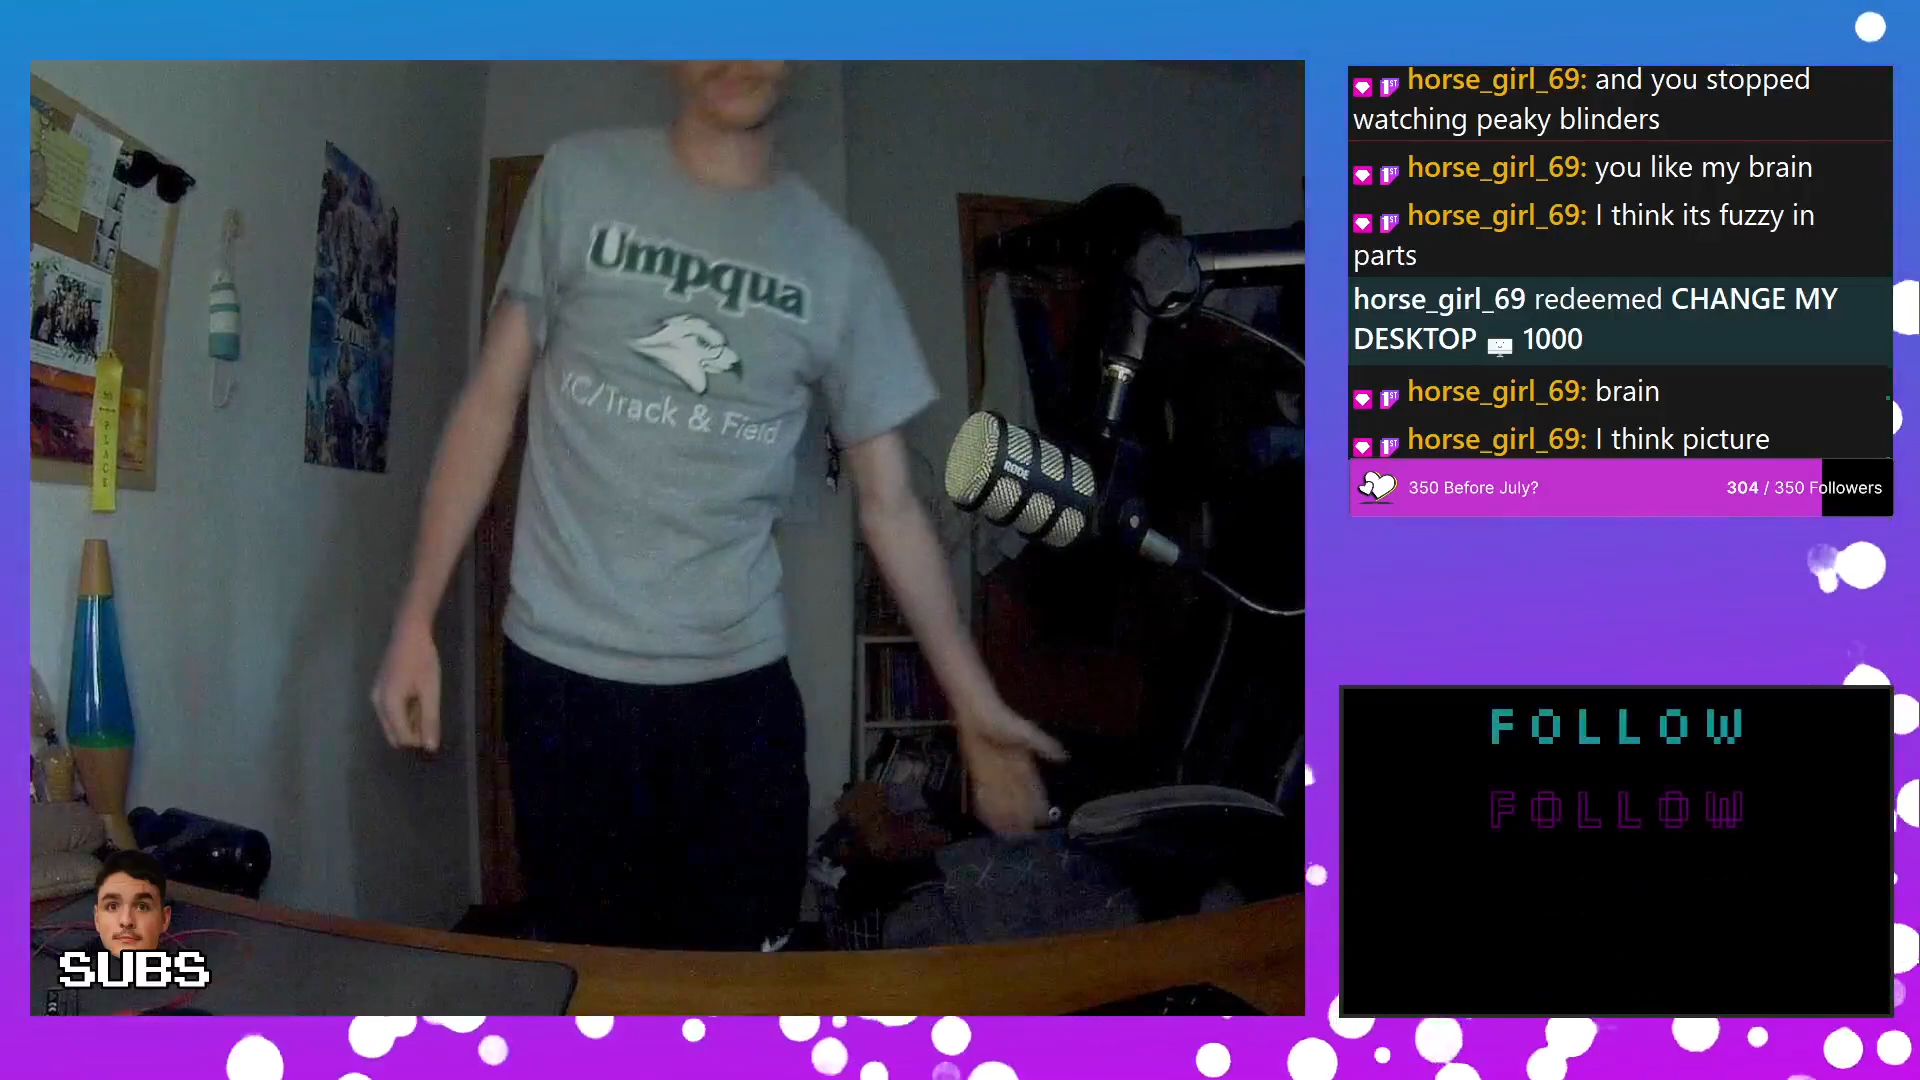 horse_girl_69: and you stopped
watching peaky blinders
horse_girl_69: you like my brain
horse_girl_69: I think its fuzzy in
parts
horse_girl_69 redeemed CHANGE MY
DESKTOP 1000
horse_girl_69: brain
horse_girl_69: I think picture
350 Before July?
304 / 350 Followers
Umpqua
XC/Track & Field
RODE
PLACE
SUBS
FOLLOW
FOLLOW